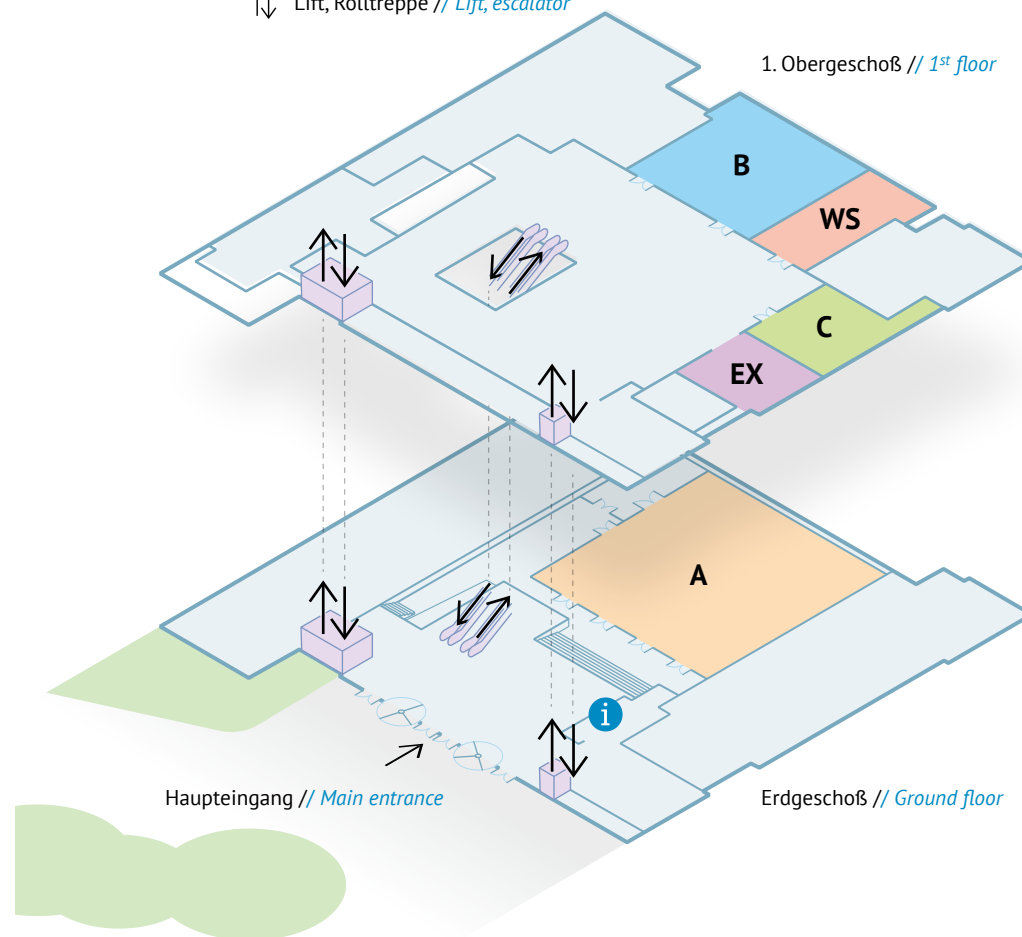 Lift, Rolltreppe // Lift, escalator
1. Obergeschoß // 1st floor
B
WS
C
EX
A
i
Haupteingang // Main entrance
Erdgeschoß // Ground floor